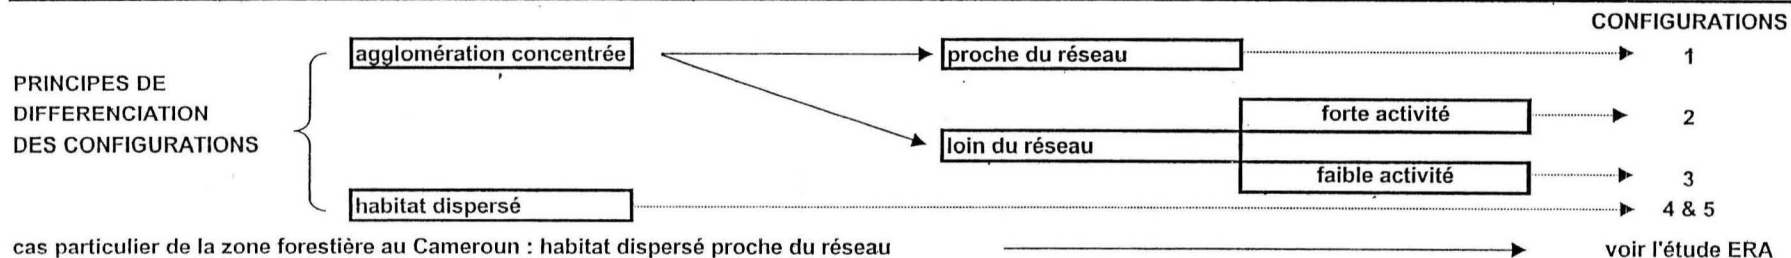 CONFIGURATIONS
agglomération concentrée proche du réseau 1
PRINCIPES DE
DIFFERENCIATION
DES CONFIGURATIONS
forte activité 2
loin du réseau
faible activité 3
habitat dispersé 4 & 5
cas particulier de la zone forestière au Cameroun : habitat dispersé proche du réseau voir l'étude ERA